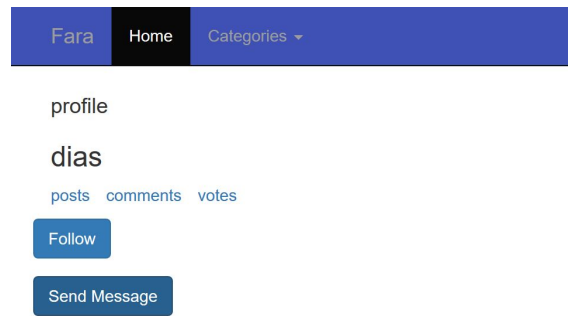 Fara Home Categories
profile
dias
posts comments votes
Follow
Send Message